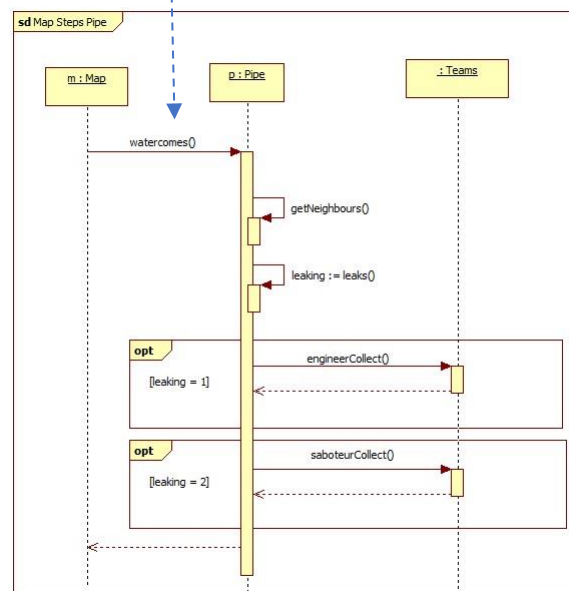 sd Map Steps Pipe
m : Map
p : Pipe
: Teams
watercomes()
getNeighbours()
leaking := leaks()
opt
engineerCollect()
[leaking = 1]
opt
saboteurCollect()
[leaking = 2]